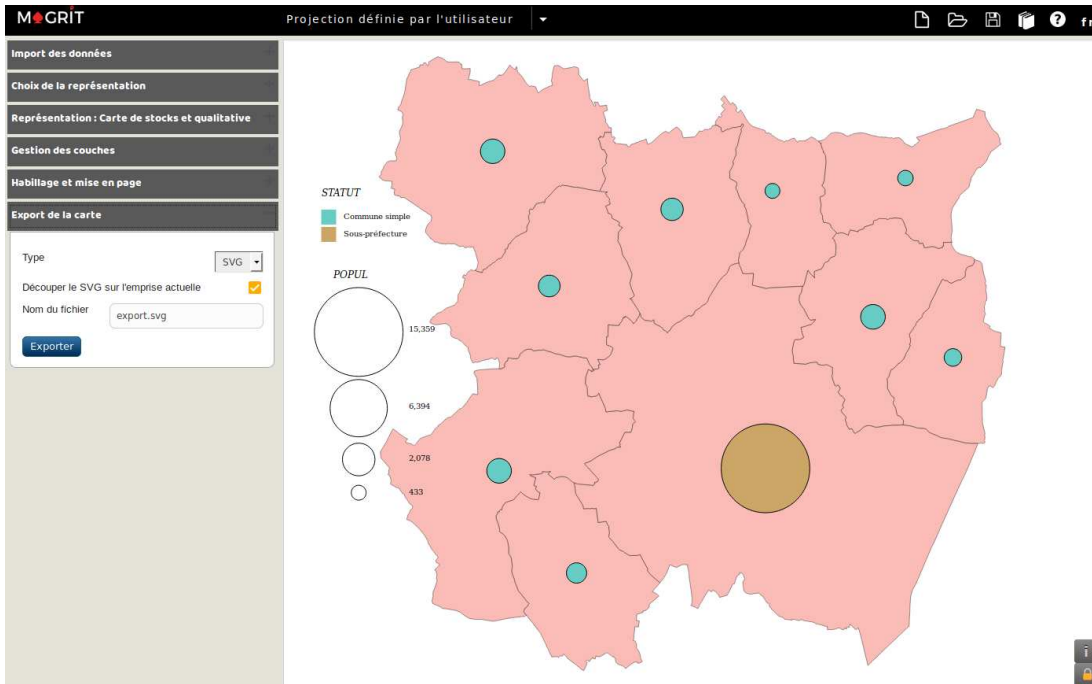 MAGRIT
Projection définie par l'utilisateur
fr
Import des données
Choix de la représentation
Représentation : Carte de stocks et qualitative
Gestion des couches
Habillage et mise en page
Export de la carte
Type
SVG
Découper le SVG sur l'emprise actuelle
Nom du fichier
export.svg
Exporter
STATUT
Commune simple
Sous-préfecture
POPUL
15,359
6,394
2,078
433
i